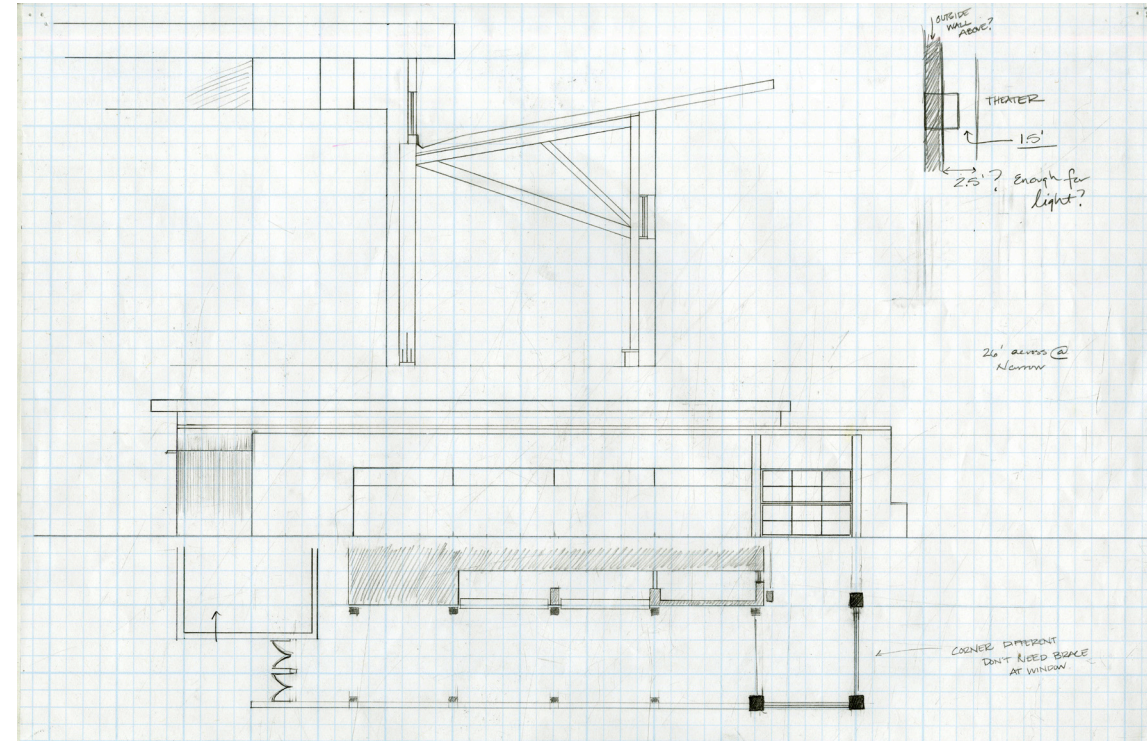 OUTSIDE
WALL
ABOVE?
THEATER
1.5'
2.5'? Enough for
light?
26' across @
Narrow
CORNER DIFFERENT
DON'T NEED BRACE
AT WINDOW